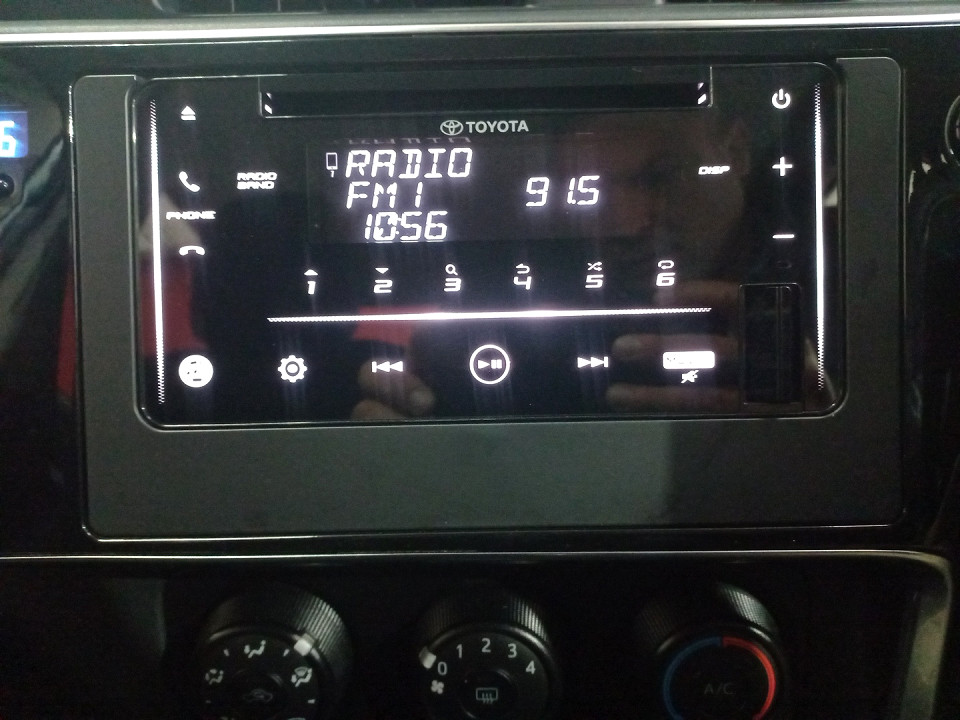 6
TOYOTA
RADIO
FM1 91.5
10:56
RADIO
BAND
DISP
PHONE
1 2 3 4 5 6
0 1 2 3 4
A/C